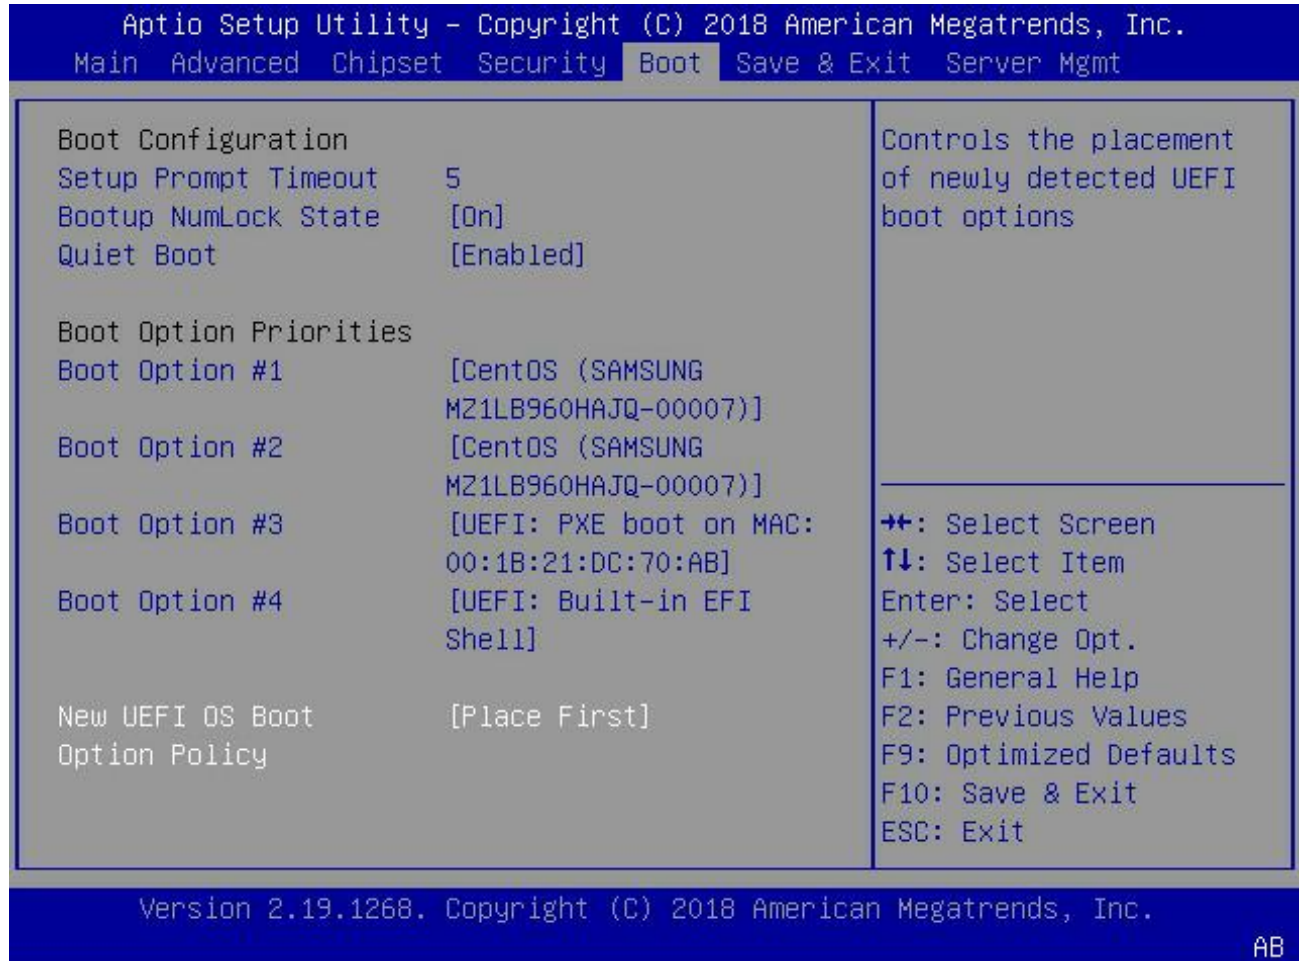 Aptio Setup Utility – Copyright (C) 2018 American Megatrends, Inc.
Main Advanced Chipset Security Boot Save & Exit Server Mgmt
Boot Configuration
Setup Prompt Timeout 5
Bootup NumLock State [On]
Quiet Boot [Enabled]
Boot Option Priorities
Boot Option #1 [CentOS (SAMSUNG
MZ1LB960HAJQ-00007)]
Boot Option #2 [CentOS (SAMSUNG
MZ1LB960HAJQ-00007)]
Boot Option #3 [UEFI: PXE boot on MAC:
00:1B:21:DC:70:AB]
Boot Option #4 [UEFI: Built-in EFI
Shell]
New UEFI OS Boot [Place First]
Option Policy
Controls the placement
of newly detected UEFI
boot options
→←: Select Screen
↑↓: Select Item
Enter: Select
+/-: Change Opt.
F1: General Help
F2: Previous Values
F9: Optimized Defaults
F10: Save & Exit
ESC: Exit
Version 2.19.1268. Copyright (C) 2018 American Megatrends, Inc.
AB